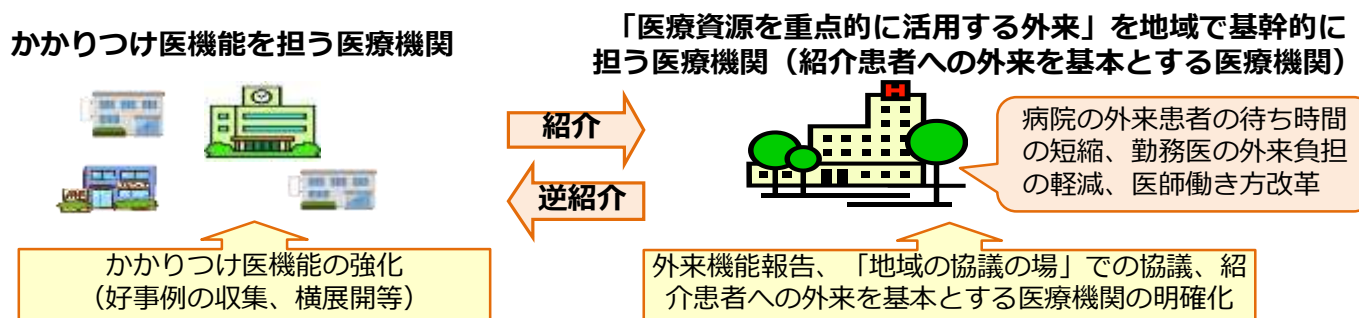 かかりつけ医機能を担う医療機関
「医療資源を重点的に活用する外来」を地域で基幹的に
担う医療機関（紹介患者への外来を基本とする医療機関）
H
紹介
逆紹介
病院の外来患者の待ち時間
の短縮、勤務医の外来負担
の軽減、医師働き方改革
かかりつけ医機能の強化
（好事例の収集、横展開等）
外来機能報告、「地域の協議の場」での協議、紹
介患者への外来を基本とする医療機関の明確化